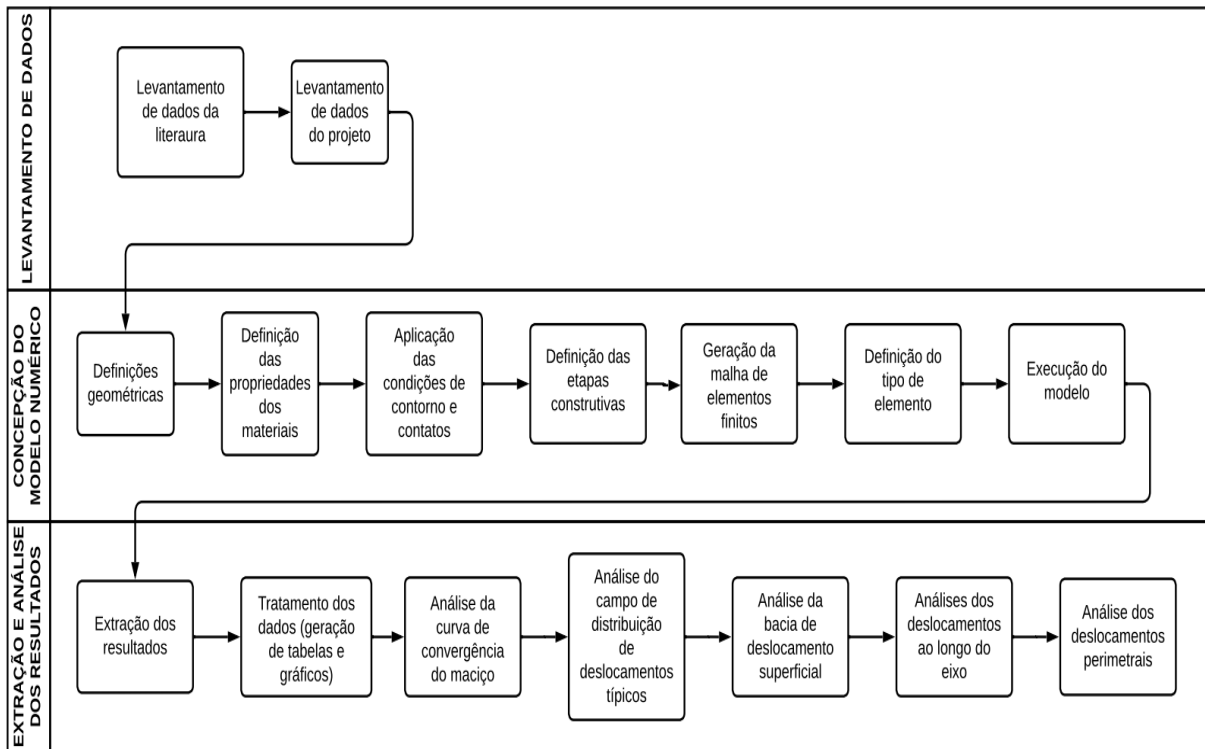 LEVANTAMENTO DE DADOS
Levantamento
de dados da
literaura
Levantamento
de dados
do projeto
CONCEPÇÃO DO
MODELO NUMÉRICO
Definições
geométricas
Definição
das
propriedades
dos
materiais
Aplicação
das
condições de
contorno e
contatos
Definição das
etapas
construtivas
Geração da
malha de
elementos
finitos
Definição do
tipo de
elemento
Execução do
modelo
EXTRAÇÃO E ANÁLISE
DOS RESULTADOS
Extração dos
resultados
Tratamento dos
dados (geração
de tabelas e
gráficos)
Análise da
curva de
convergência
do maciço
Análise do
campo de
distribuição
de
deslocamentos
típicos
Análise da
bacia de
deslocamento
superficial
Análises dos
deslocamentos
ao longo do
eixo
Análise dos
deslocamentos
perimetrais